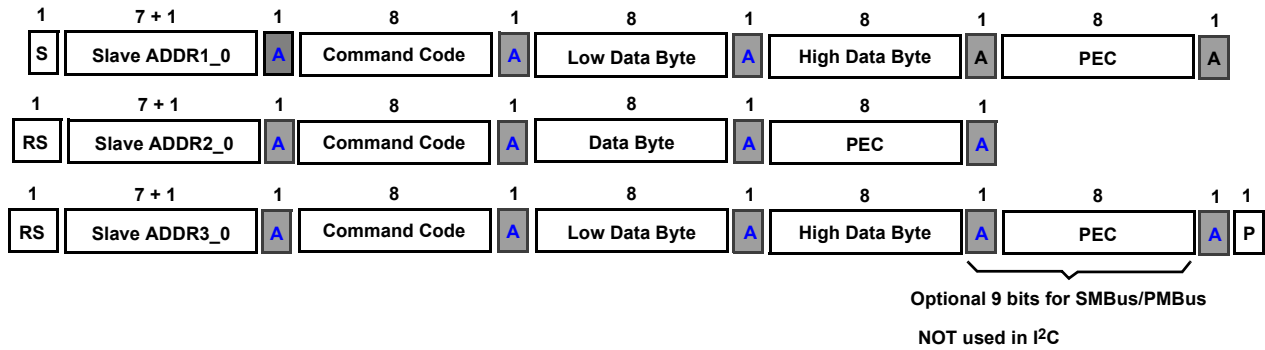 1 7 + 1 1 8 1 8 1 8 1 8 1
S Slave ADDR1_0 A Command Code A Low Data Byte A High Data Byte A PEC A
1 7 + 1 1 8 1 8 1 8 1
RS Slave ADDR2_0 A Command Code A Data Byte A PEC A
1 7 + 1 1 8 1 8 1 8 1 8 1 1
RS Slave ADDR3_0 A Command Code A Low Data Byte A High Data Byte A PEC A P
Optional 9 bits for SMBus/PMBus
NOT used in I²C